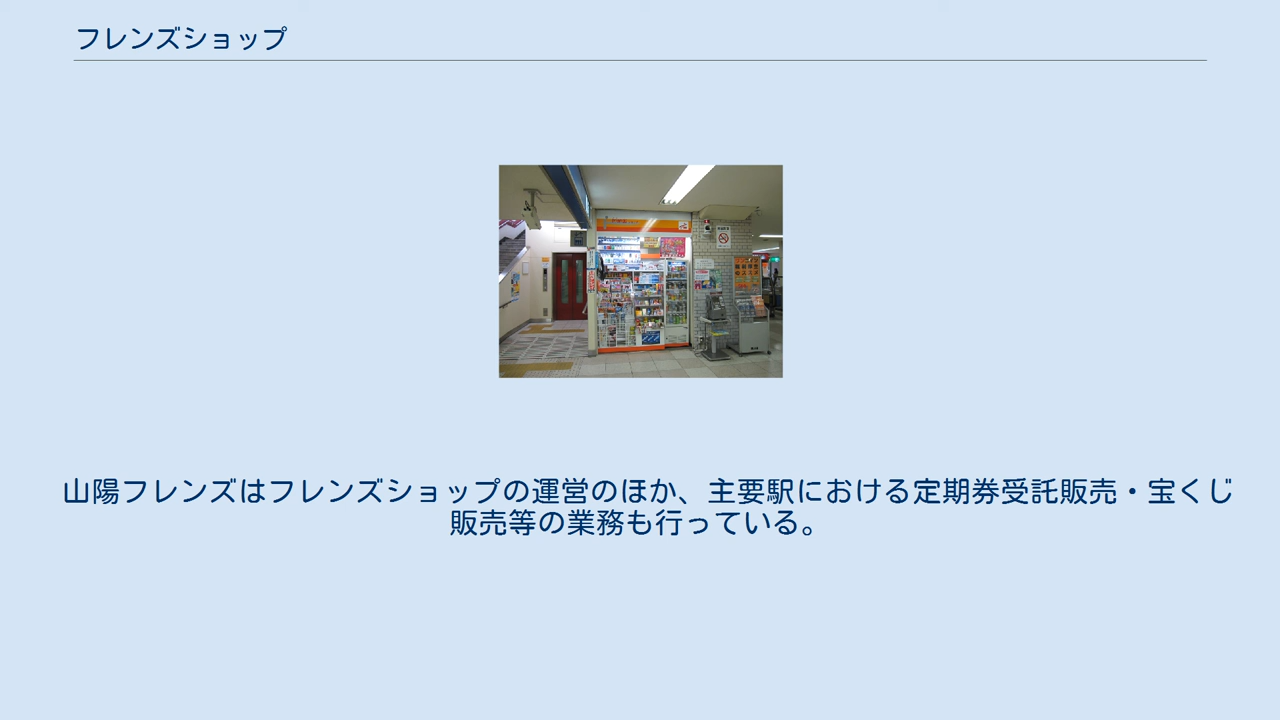 フレンズショップ
山陽フレンズはフレンズショップの運営のほか、主要駅における定期券受託販売・宝くじ
販売等の業務も行っている。